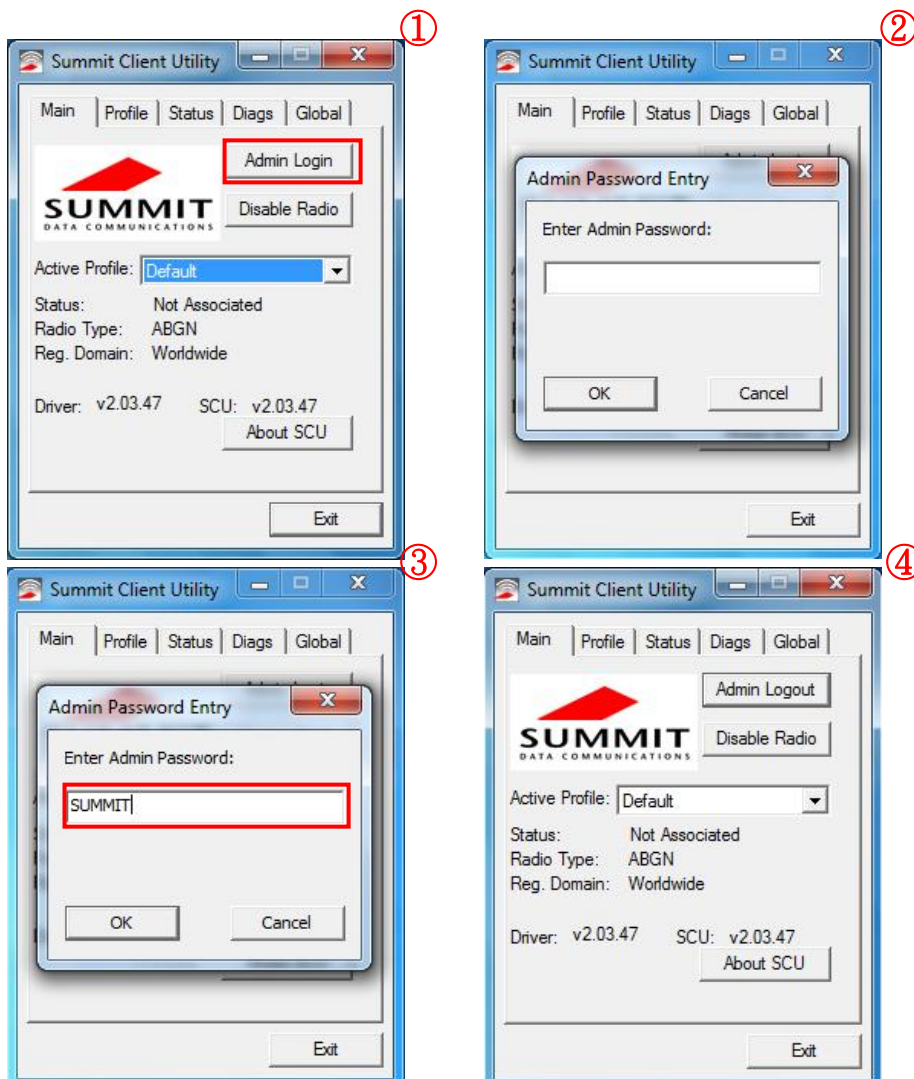 ①
Summit Client Utility
Main Profile Status Diags Global
Admin Login
SUMMIT
DATA COMMUNICATIONS
Disable Radio
Active Profile: Default
Status: Not Associated
Radio Type: ABGN
Reg. Domain: Worldwide
Driver: v2.03.47 SCU: v2.03.47
About SCU
Exit
②
Summit Client Utility
Main Profile Status Diags Global
Admin Password Entry
Enter Admin Password:
OK Cancel
Exit
③
Summit Client Utility
Main Profile Status Diags Global
Admin Password Entry
Enter Admin Password:
SUMMIT
OK Cancel
Exit
④
Summit Client Utility
Main Profile Status Diags Global
Admin Logout
SUMMIT
DATA COMMUNICATIONS
Disable Radio
Active Profile: Default
Status: Not Associated
Radio Type: ABGN
Reg. Domain: Worldwide
Driver: v2.03.47 SCU: v2.03.47
About SCU
Exit